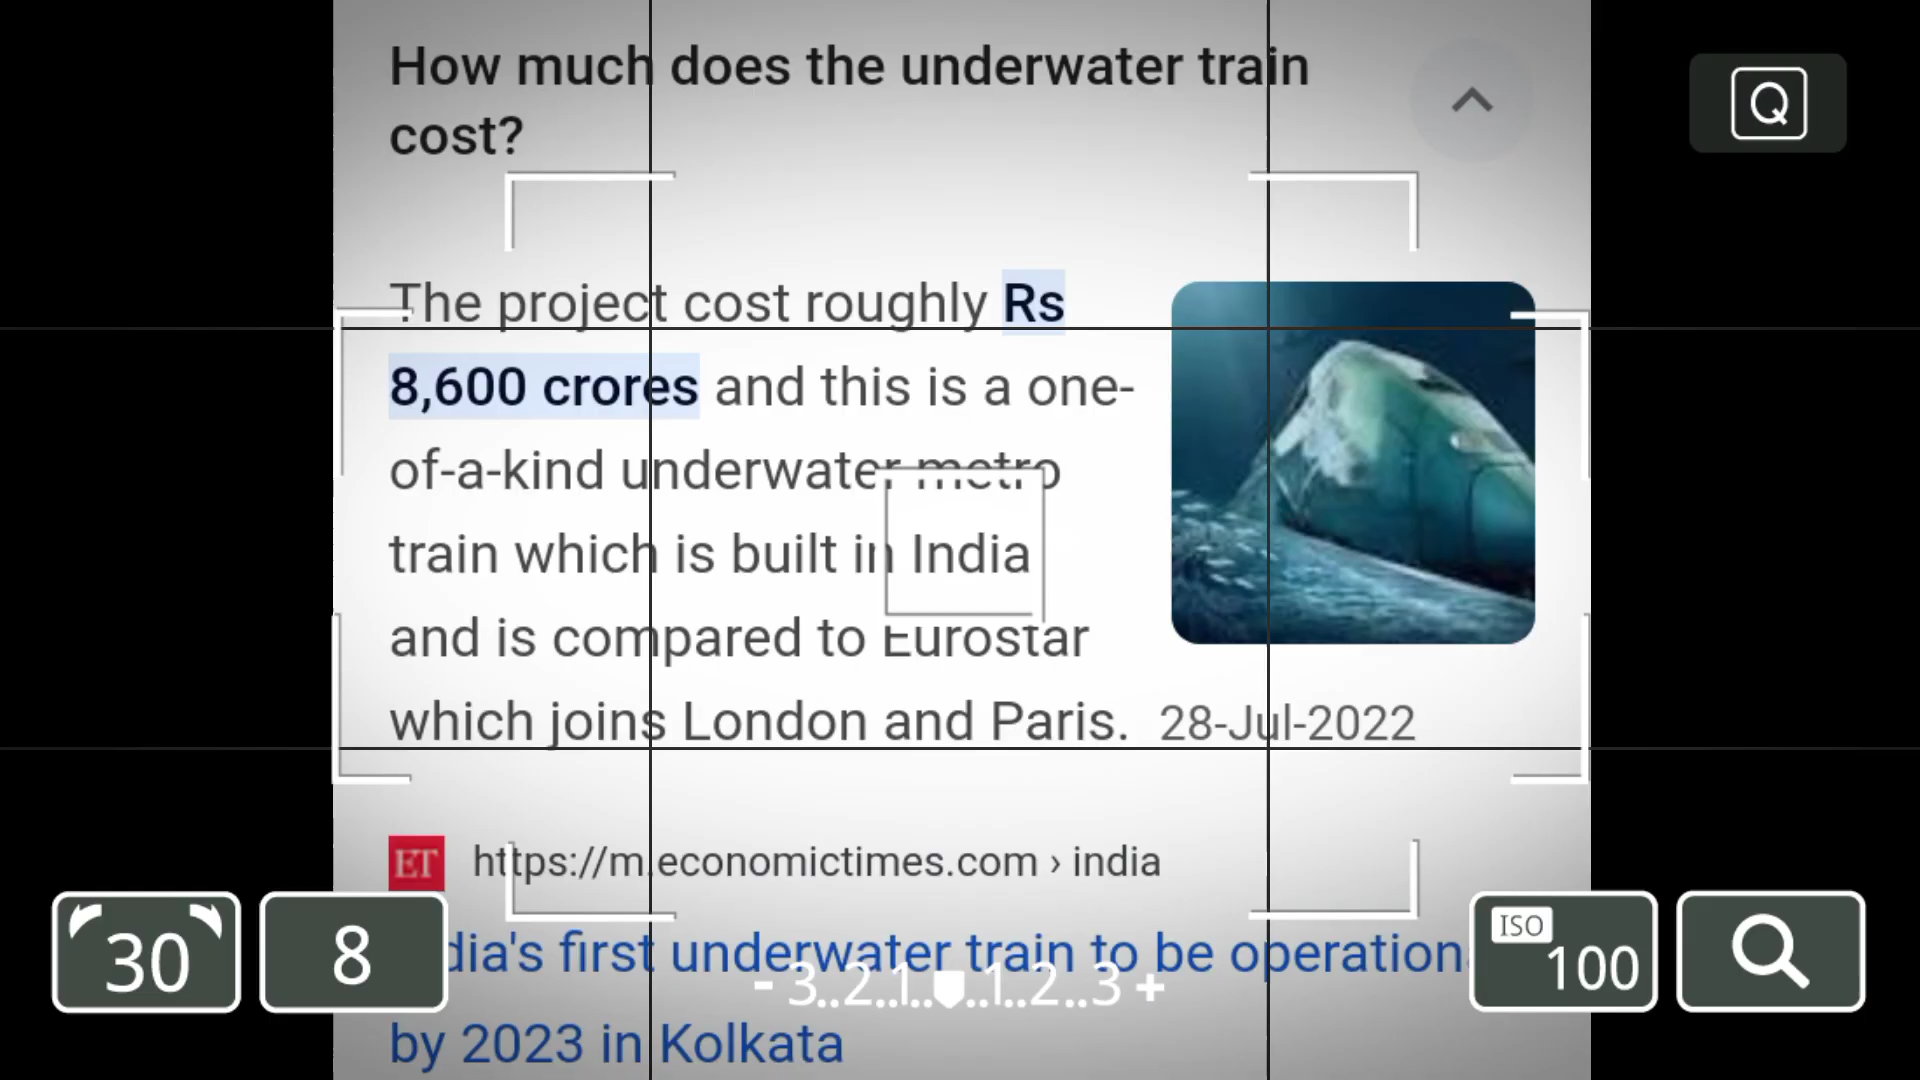 How much does the underwater train
cost?
Q
The project cost roughly Rs
8,600 crores and this is a one-
of-a-kind underwater metro
train which is built in India
and is compared to Eurostar
which joins London and Paris. 28-Jul-2022
ET https://m.economictimes.com › india
dia's first underwater train to be operation
by 2023 in Kolkata
30
8
- 3..2..1.. ..1..2..3 +
ISO
100